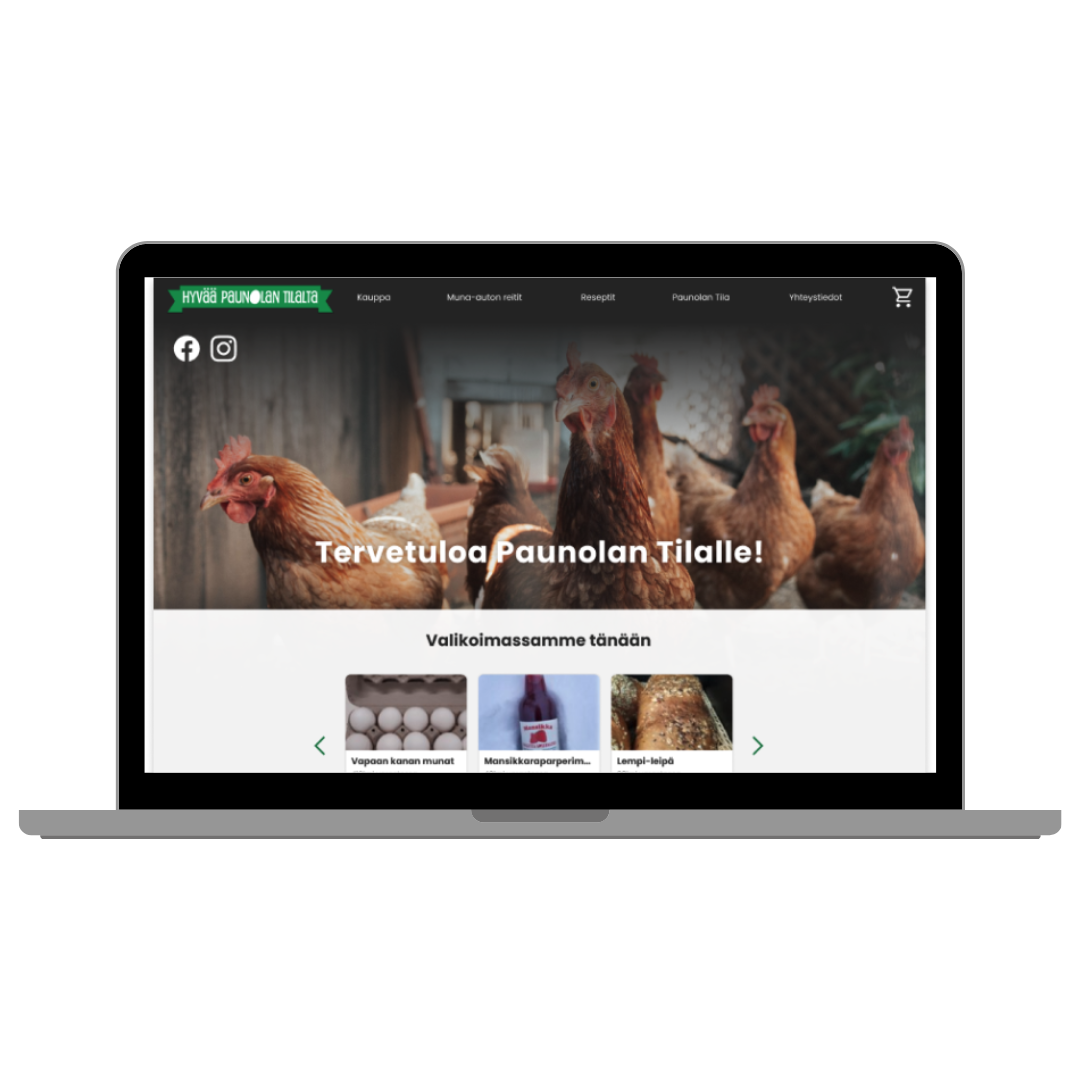 HYVÄÄ PAUNOLAN TILALTA
Kauppa
Muna-auton reitit
Reseptit
Paunolan Tila
Yhteystiedot
Tervetuloa Paunolan Tilalle!
Valikoimassamme tänään
Mansikka
Vapaan kanan munat
Mansikkaraparperim...
Lempi-leipä